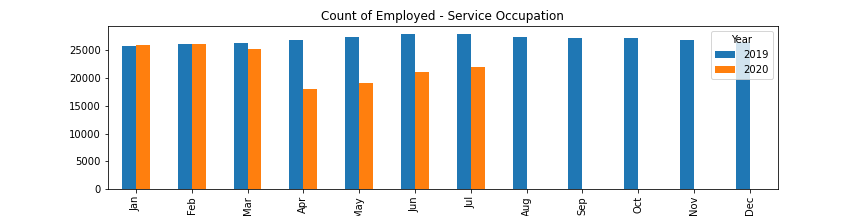 Count of Employed - Service Occupation
Year
2019
2020
25000
20000
15000
10000
5000
0
Jan
Feb
Mar
Apr
May
Jun
Jul
Aug
Sep
Oct
Nov
Dec